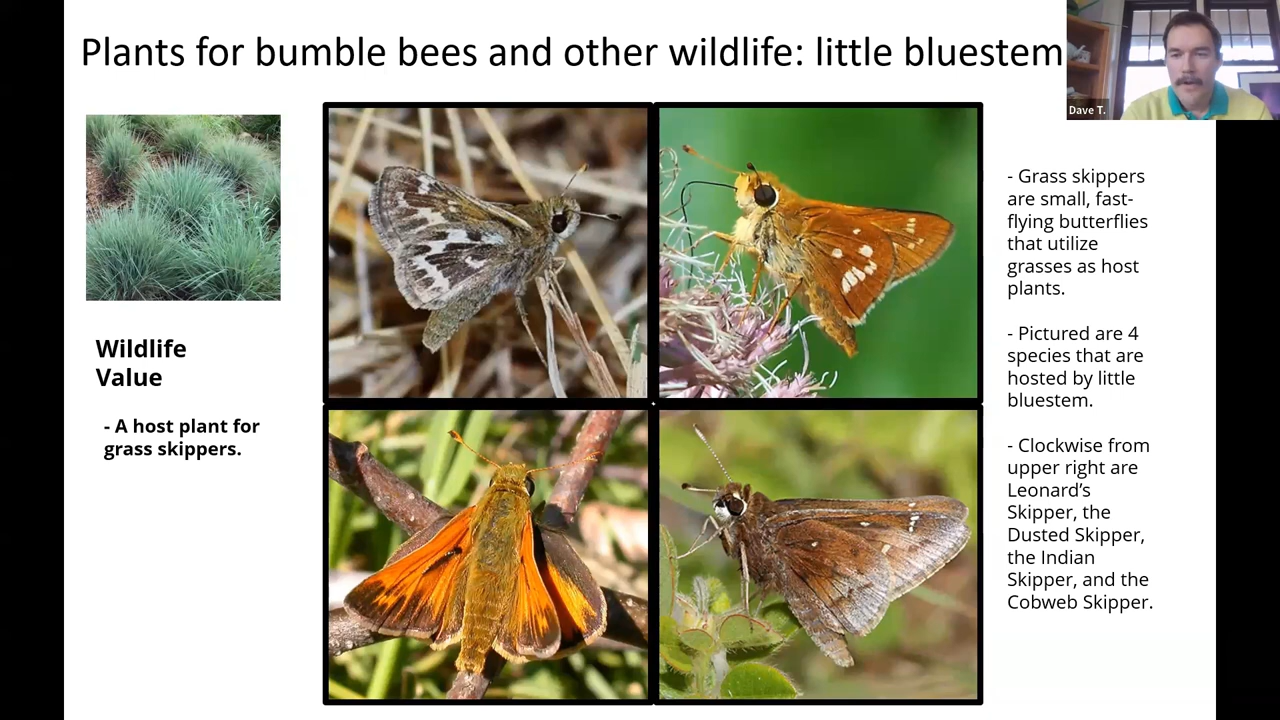 Plants for bumble bees and other wildlife: little bluestem
Dave T.
Wildlife
Value
- A host plant for
grass skippers.
- Grass skippers
are small, fast-
flying butterflies
that utilize
grasses as host
plants.
- Pictured are 4
species that are
hosted by little
bluestem.
- Clockwise from
upper right are
Leonard’s
Skipper, the
Dusted Skipper,
the Indian
Skipper, and the
Cobweb Skipper.